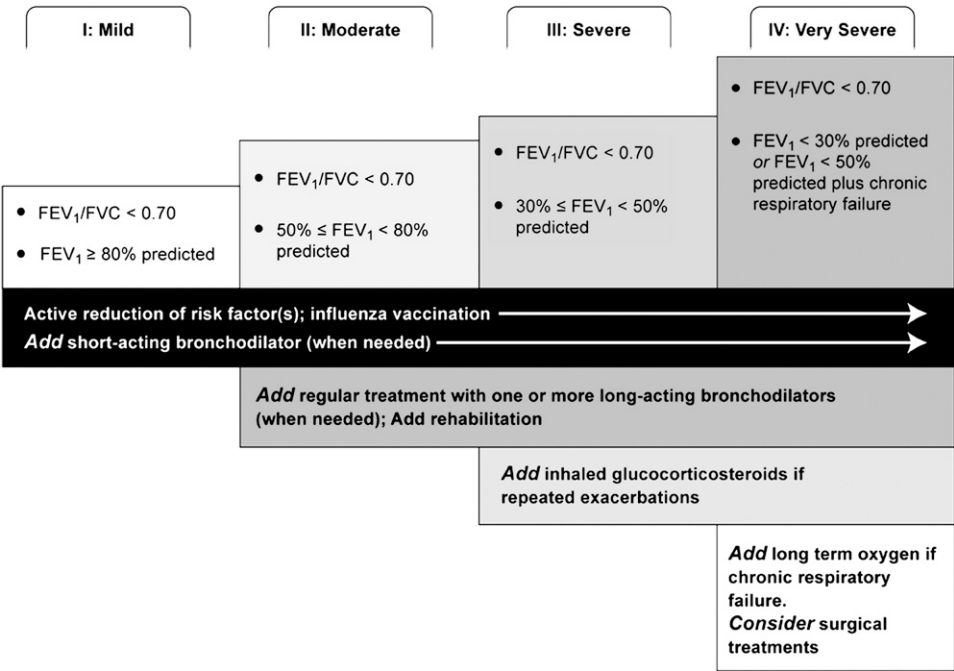 I: Mild
II: Moderate
III: Severe
IV: Very Severe
• FEV₁/FVC < 0.70
• FEV₁ ≥ 80% predicted
• FEV₁/FVC < 0.70
• 50% ≤ FEV₁ < 80%
predicted
• FEV₁/FVC < 0.70
• 30% ≤ FEV₁ < 50%
predicted
• FEV₁/FVC < 0.70
• FEV₁ < 30% predicted
or FEV₁ < 50%
predicted plus chronic
respiratory failure
Active reduction of risk factor(s); influenza vaccination
Add short-acting bronchodilator (when needed)
Add regular treatment with one or more long-acting bronchodilators
(when needed); Add rehabilitation
Add inhaled glucocorticosteroids if
repeated exacerbations
Add long term oxygen if
chronic respiratory
failure.
Consider surgical
treatments